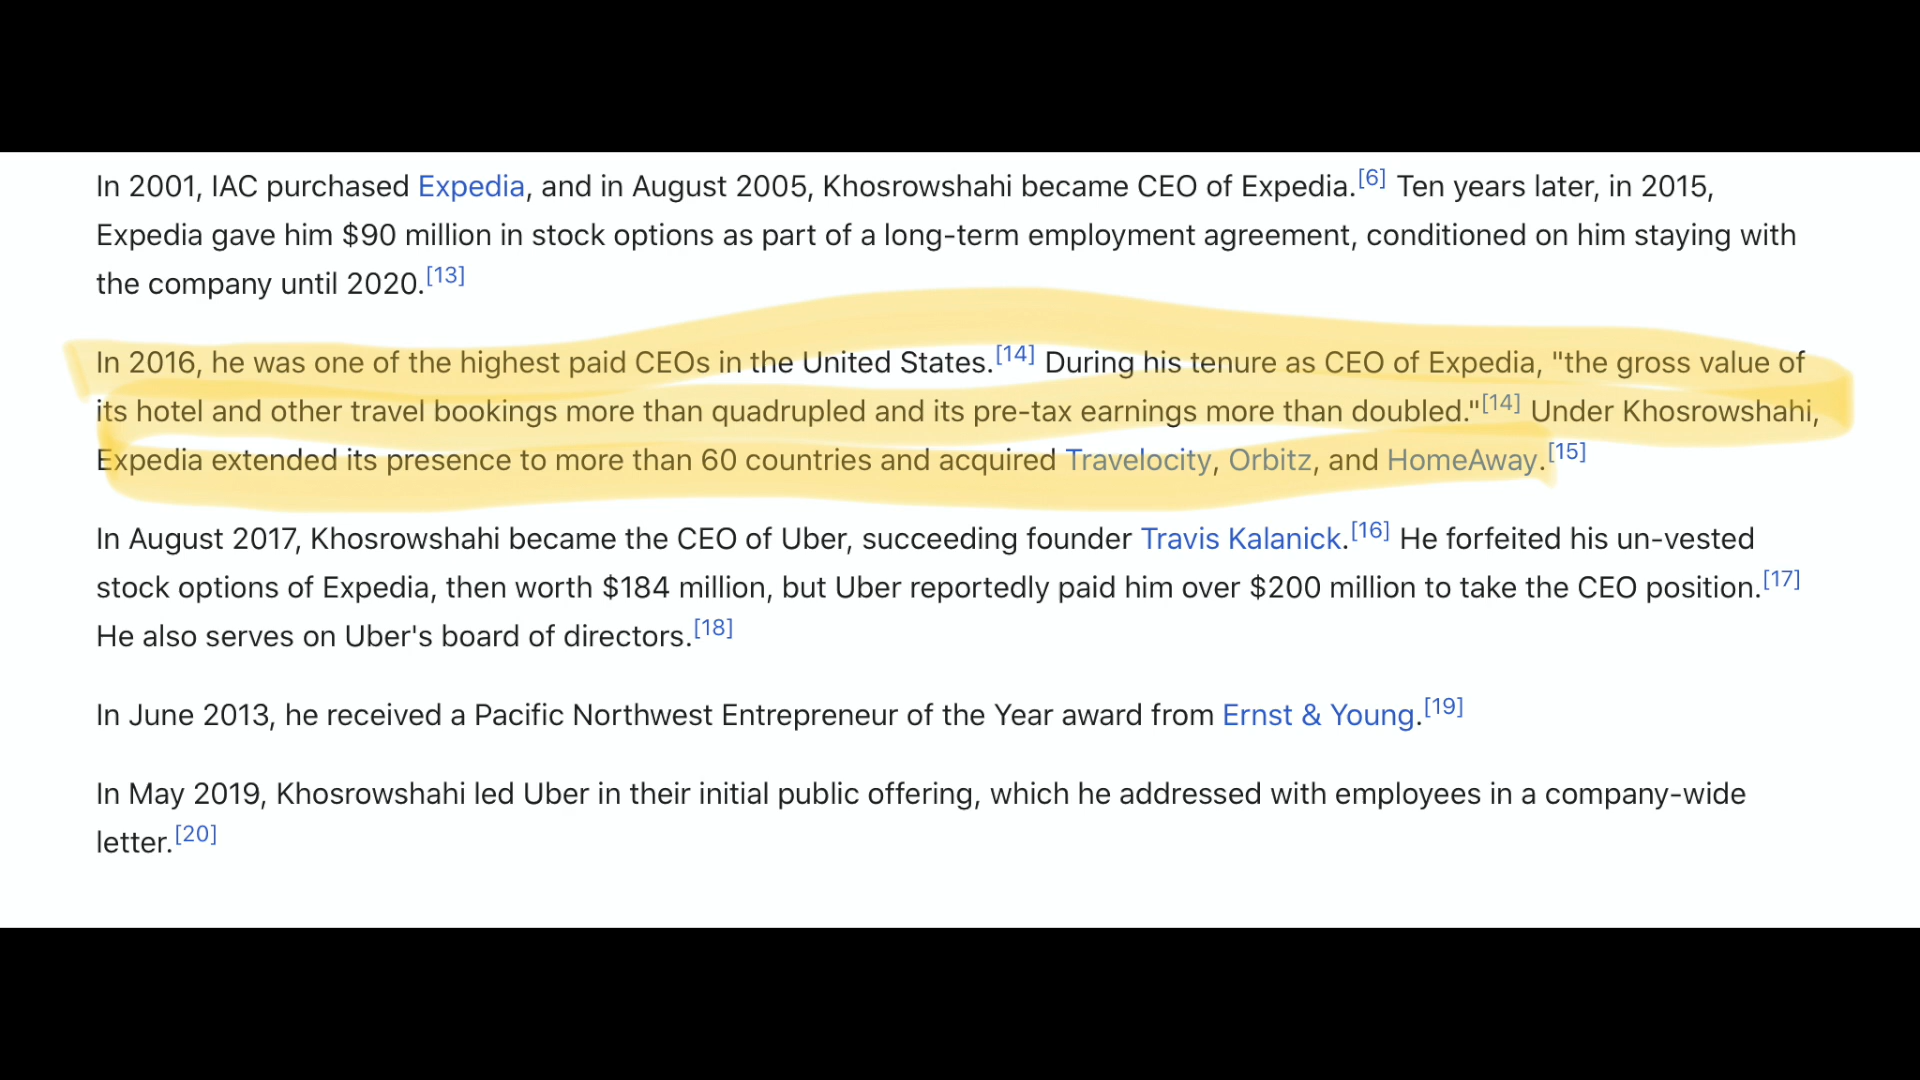 In 2001, IAC purchased Expedia, and in August 2005, Khosrowshahi became CEO of Expedia.[6] Ten years later, in 2015,
Expedia gave him $90 million in stock options as part of a long-term employment agreement, conditioned on him staying with
the company until 2020.[13]
In 2016, he was one of the highest paid CEOs in the United States.[14] During his tenure as CEO of Expedia, "the gross value of
its hotel and other travel bookings more than quadrupled and its pre-tax earnings more than doubled."[14] Under Khosrowshahi,
Expedia extended its presence to more than 60 countries and acquired Travelocity, Orbitz, and HomeAway.[15]
In August 2017, Khosrowshahi became the CEO of Uber, succeeding founder Travis Kalanick.[16] He forfeited his un-vested
stock options of Expedia, then worth $184 million, but Uber reportedly paid him over $200 million to take the CEO position.[17]
He also serves on Uber's board of directors.[18]
In June 2013, he received a Pacific Northwest Entrepreneur of the Year award from Ernst & Young.[19]
In May 2019, Khosrowshahi led Uber in their initial public offering, which he addressed with employees in a company-wide
letter.[20]